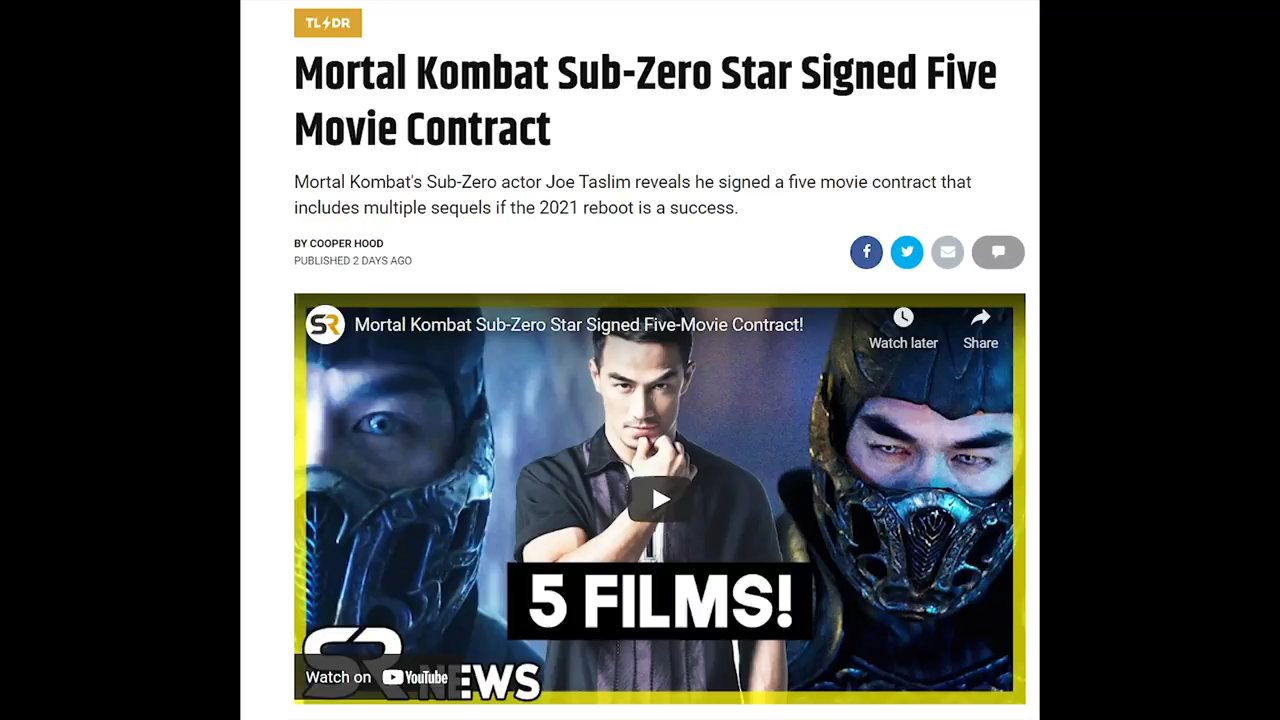 TL DR
Mortal Kombat Sub-Zero Star Signed Five
Movie Contract
Mortal Kombat's Sub-Zero actor Joe Taslim reveals he signed a five movie contract that
includes multiple sequels if the 2021 reboot is a success.
BY COOPER HOOD
PUBLISHED 2 DAYS AGO
SR
Mortal Kombat Sub-Zero Star Signed Five-Movie Contract!
Watch later
Share
5 FILMS!
SR NEWS
Watch on YouTube